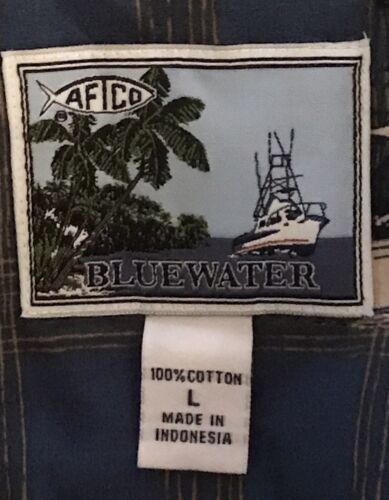 AFTCO
BLUEWATER
100% COTTON
L
MADE IN
INDONESIA